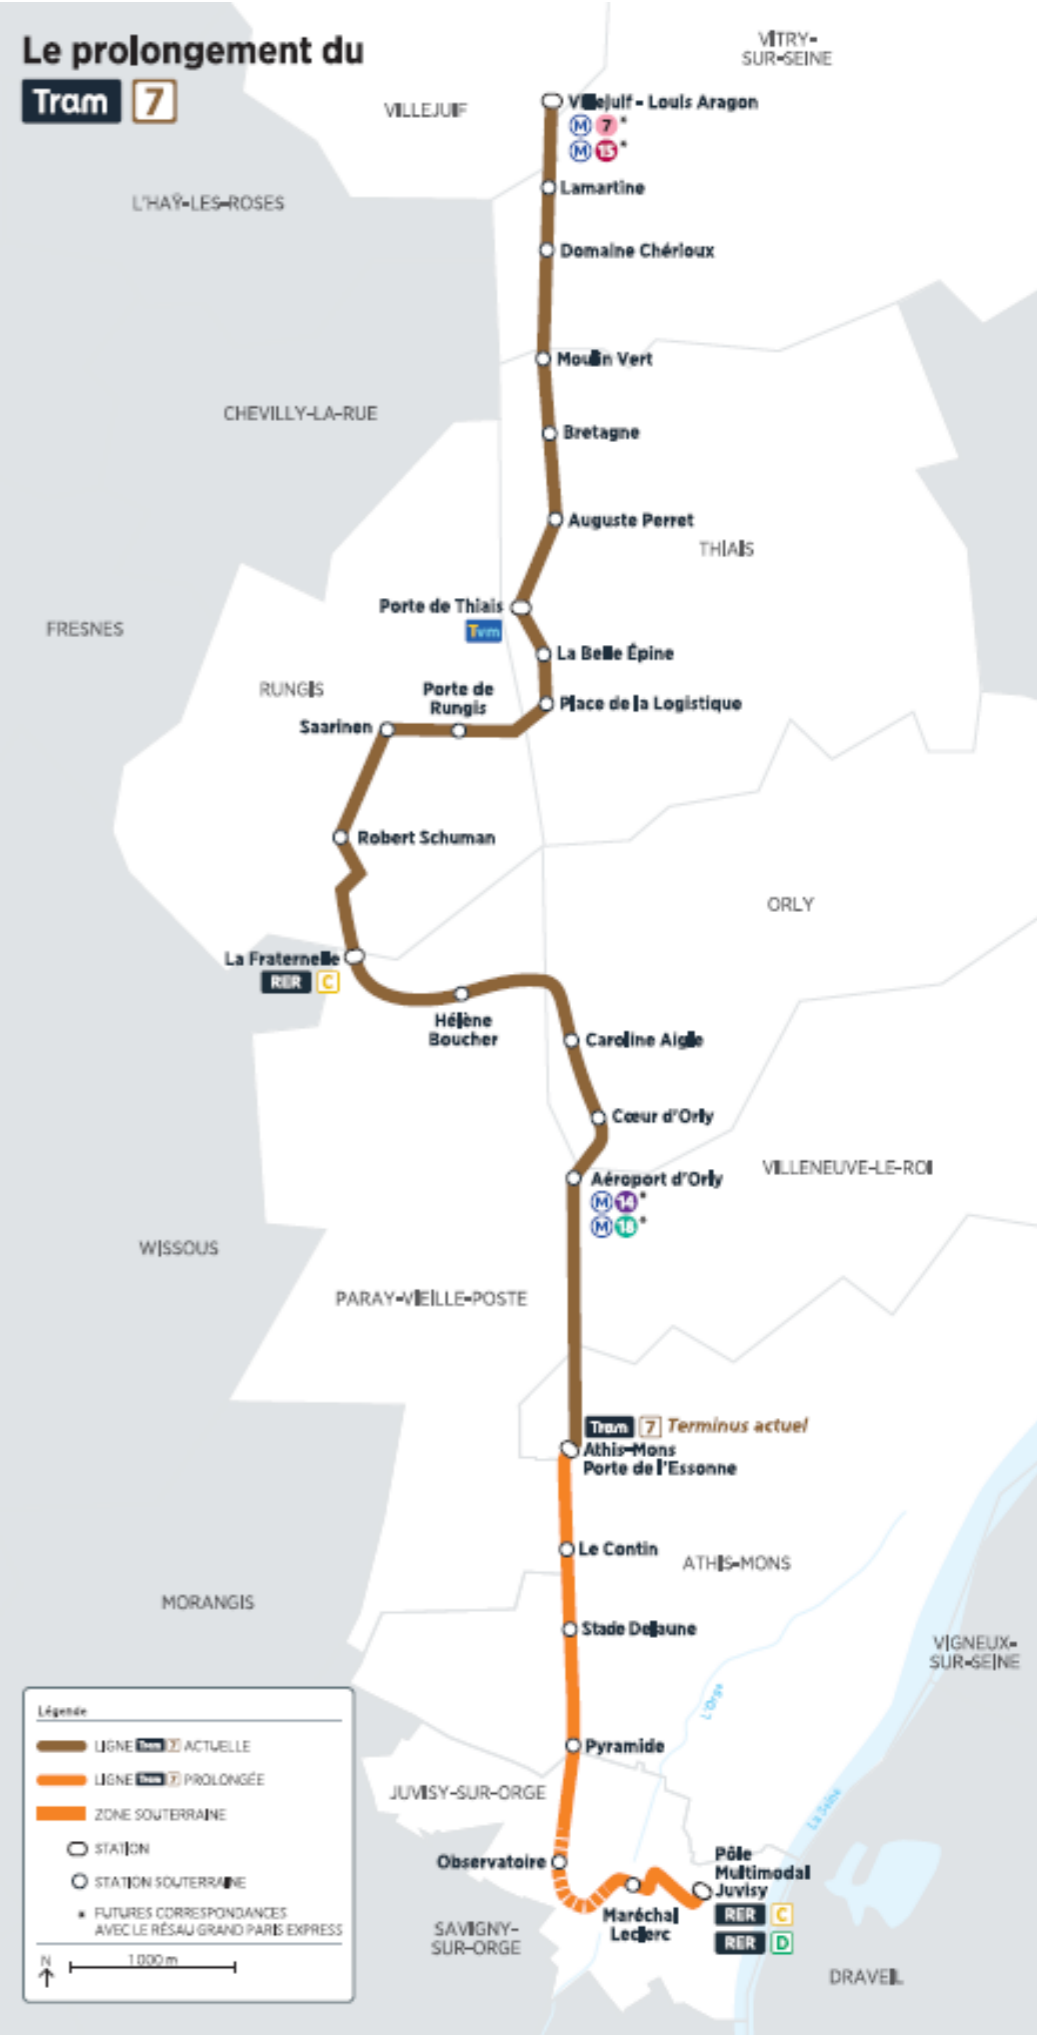 Le prolongement du
Tram 7
VITRY-
SUR-SEINE
VILLEJUIF
Villejuif - Louis Aragon
M 7 *
M 15 *
Lamartine
L'HAŸ-LES-ROSES
Domaine Chérioux
Moulin Vert
CHEVILLY-LA-RUE
Bretagne
Auguste Perret
THIAIS
Porte de Thiais
Tvm
FRESNES
La Belle Épine
RUNGIS
Porte de
Rungis
Place de la Logistique
Saarinen
Robert Schuman
ORLY
La Fraternelle
RER C
Hélène
Boucher
Caroline Aigle
Cœur d'Orly
VILLENEUVE-LE-ROI
Aéroport d'Orly
M 14 *
M 18 *
WISSOUS
PARAY-VIEILLE-POSTE
Tram 7 Terminus actuel
Athis-Mons
Porte de l'Essonne
Le Contin
ATHIS-MONS
MORANGIS
Stade Delaune
VIGNEUX-
SUR-SEINE
L'Orge
Pyramide
JUVISY-SUR-ORGE
La Seine
Observatoire
Pôle
Multimodal
Juvisy
RER C
RER D
Maréchal
Leclerc
SAVIGNY-
SUR-ORGE
DRAVEIL
Légende
LIGNE Tram 7 ACTUELLE
LIGNE Tram 7 PROLONGÉE
ZONE SOUTERRAINE
STATION
STATION SOUTERRAINE
* FUTURES CORRESPONDANCES
AVEC LE RÉSAU GRAND PARIS EXPRESS
N
1 000 m